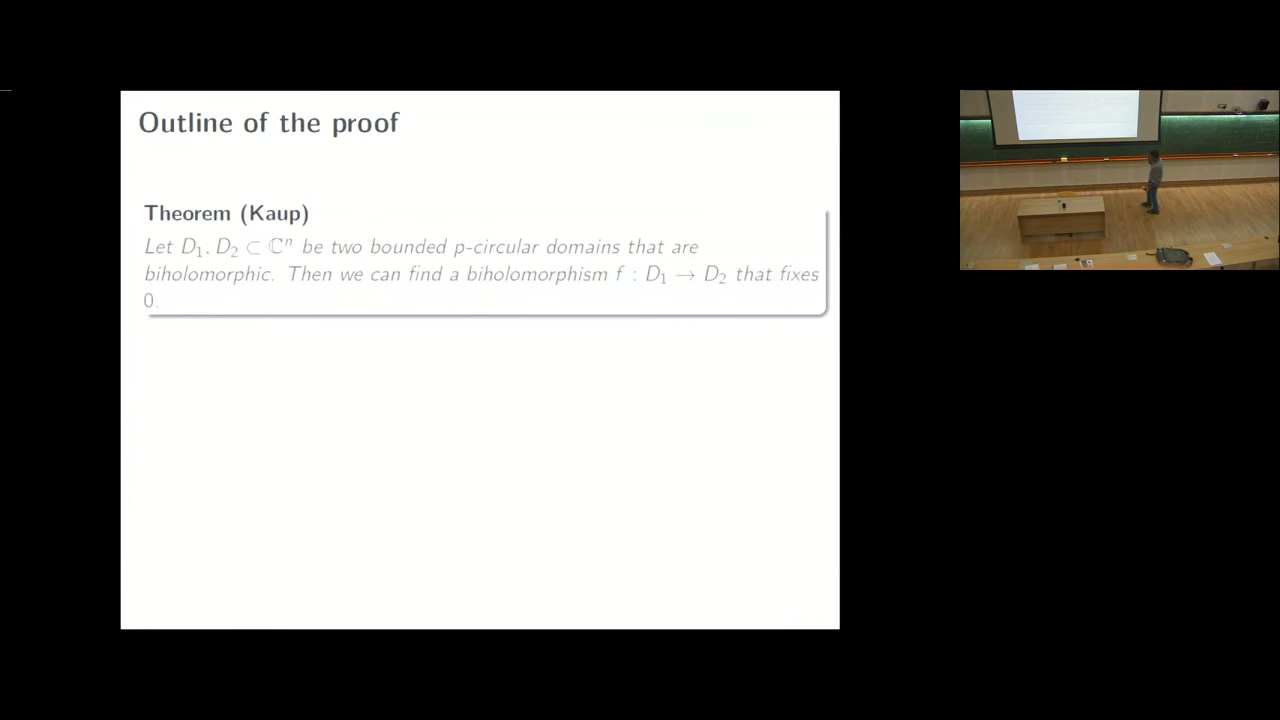 Outline of the proof
Theorem (Kaup)
Let D₁, D₂ ⊂ ℂⁿ be two bounded p-circular domains that are
biholomorphic. Then we can find a biholomorphism f : D₁ → D₂ that fixes
0.